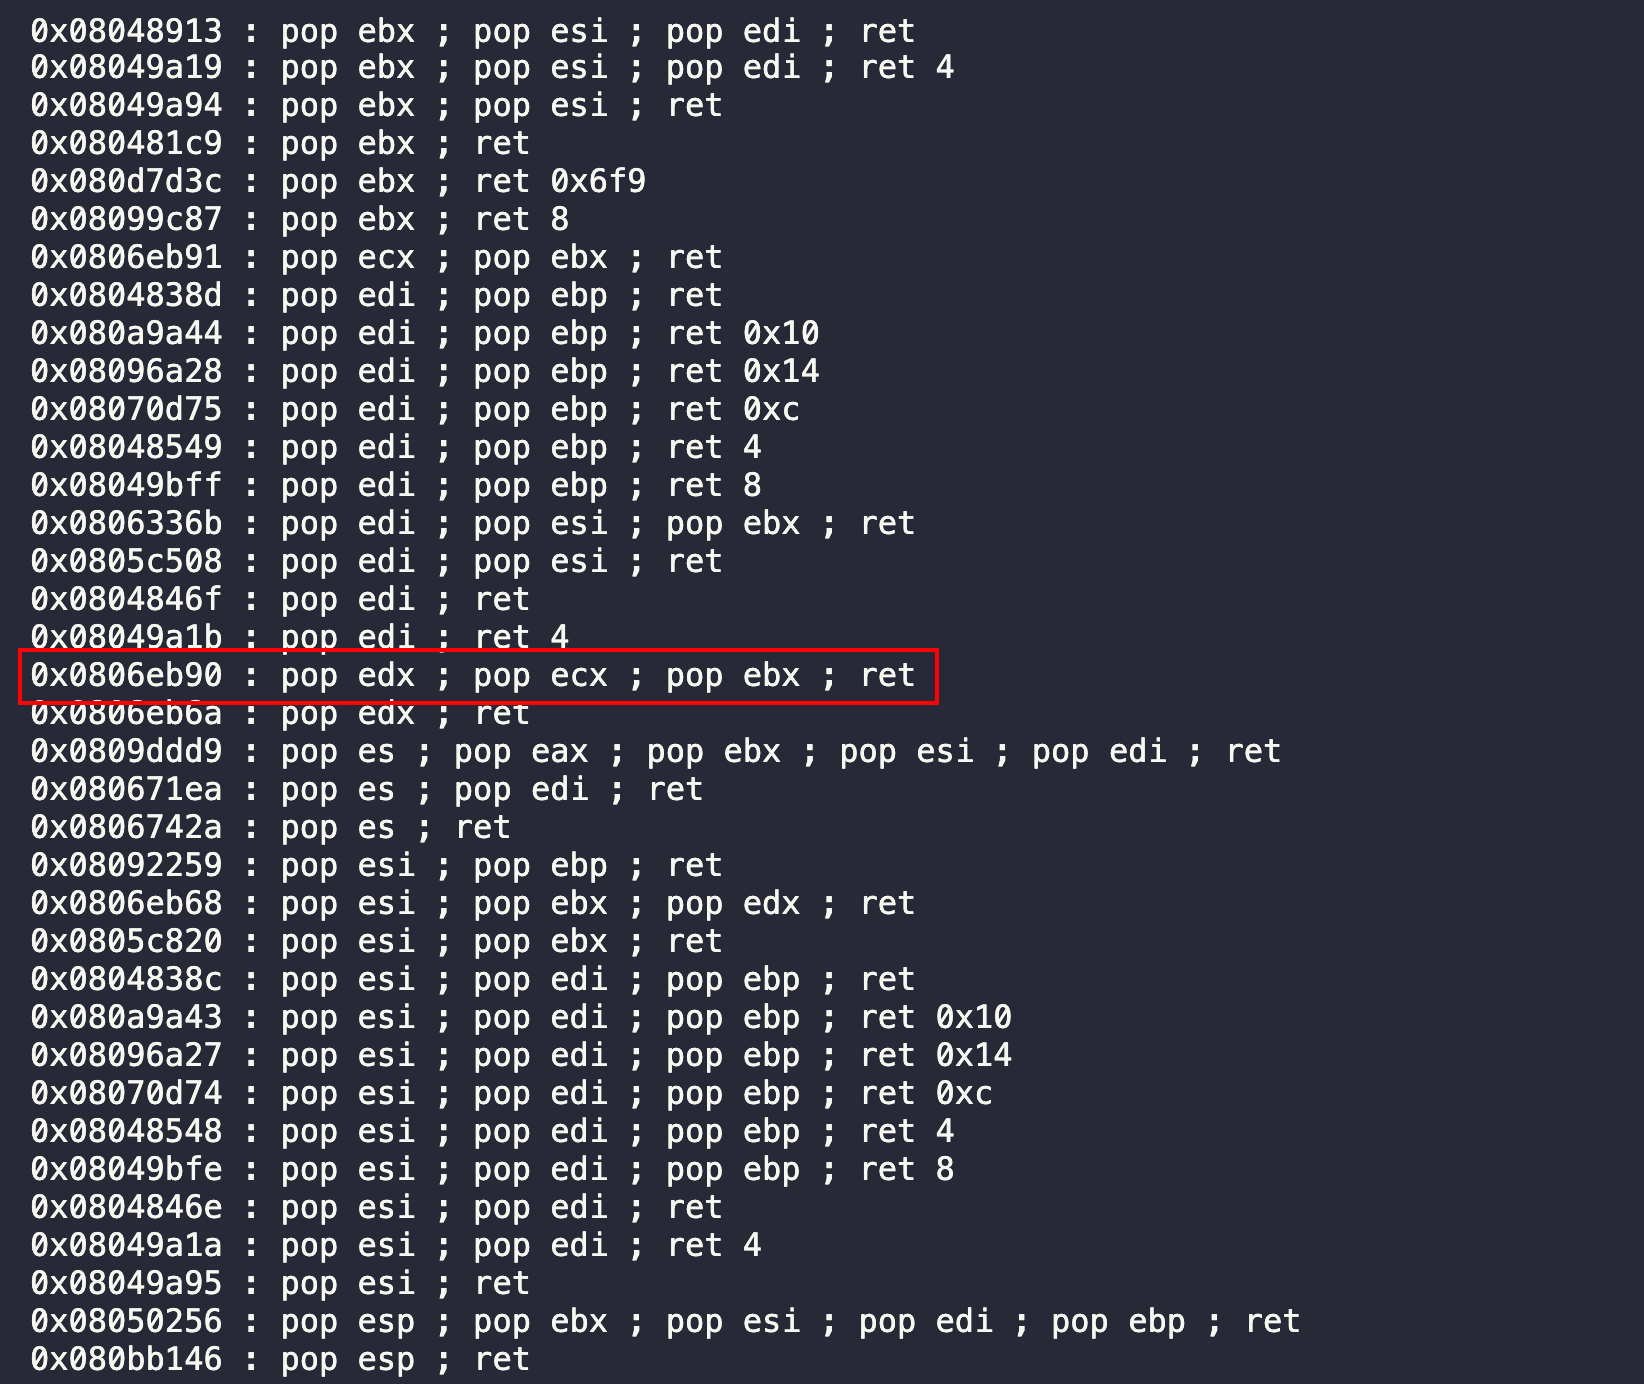 0x08048913 : pop ebx ; pop esi ; pop edi ; ret
0x08049a19 : pop ebx ; pop esi ; pop edi ; ret 4
0x08049a94 : pop ebx ; pop esi ; ret
0x080481c9 : pop ebx ; ret
0x080d7d3c : pop ebx ; ret 0x6f9
0x08099c87 : pop ebx ; ret 8
0x0806eb91 : pop ecx ; pop ebx ; ret
0x0804838d : pop edi ; pop ebp ; ret
0x080a9a44 : pop edi ; pop ebp ; ret 0x10
0x08096a28 : pop edi ; pop ebp ; ret 0x14
0x08070d75 : pop edi ; pop ebp ; ret 0xc
0x08048549 : pop edi ; pop ebp ; ret 4
0x08049bff : pop edi ; pop ebp ; ret 8
0x0806336b : pop edi ; pop esi ; pop ebx ; ret
0x0805c508 : pop edi ; pop esi ; ret
0x0804846f : pop edi ; ret
0x08049a1b : pop edi ; ret 4
0x0806eb90 : pop edx ; pop ecx ; pop ebx ; ret
0x0806eb6a : pop edx ; ret
0x0809ddd9 : pop es ; pop eax ; pop ebx ; pop esi ; pop edi ; ret
0x080671ea : pop es ; pop edi ; ret
0x0806742a : pop es ; ret
0x08092259 : pop esi ; pop ebp ; ret
0x0806eb68 : pop esi ; pop ebx ; pop edx ; ret
0x0805c820 : pop esi ; pop ebx ; ret
0x0804838c : pop esi ; pop edi ; pop ebp ; ret
0x080a9a43 : pop esi ; pop edi ; pop ebp ; ret 0x10
0x08096a27 : pop esi ; pop edi ; pop ebp ; ret 0x14
0x08070d74 : pop esi ; pop edi ; pop ebp ; ret 0xc
0x08048548 : pop esi ; pop edi ; pop ebp ; ret 4
0x08049bfe : pop esi ; pop edi ; pop ebp ; ret 8
0x0804846e : pop esi ; pop edi ; ret
0x08049a1a : pop esi ; pop edi ; ret 4
0x08049a95 : pop esi ; ret
0x08050256 : pop esp ; pop ebx ; pop esi ; pop edi ; pop ebp ; ret
0x080bb146 : pop esp ; ret